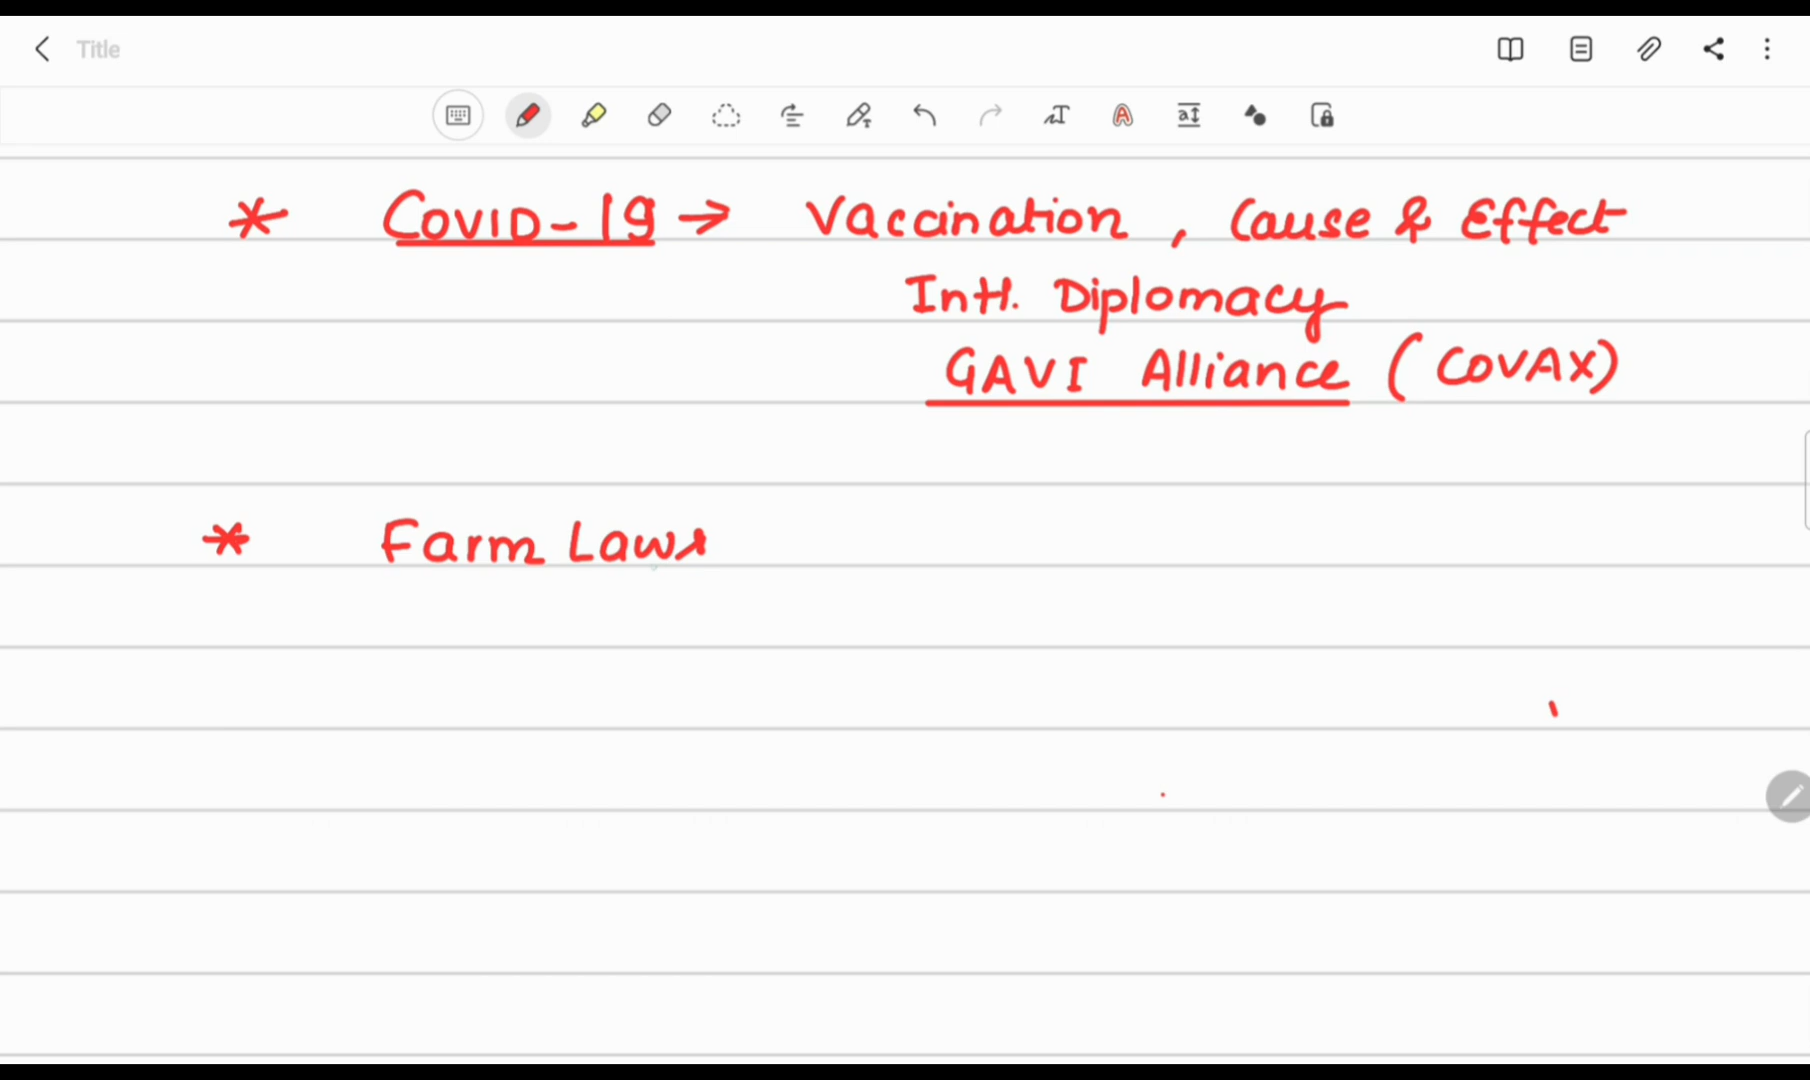 Title
* COVID-19 → Vaccination, Cause & Effect
Intl. Diplomacy
GAVI Alliance (COVAX)
* Farm Laws